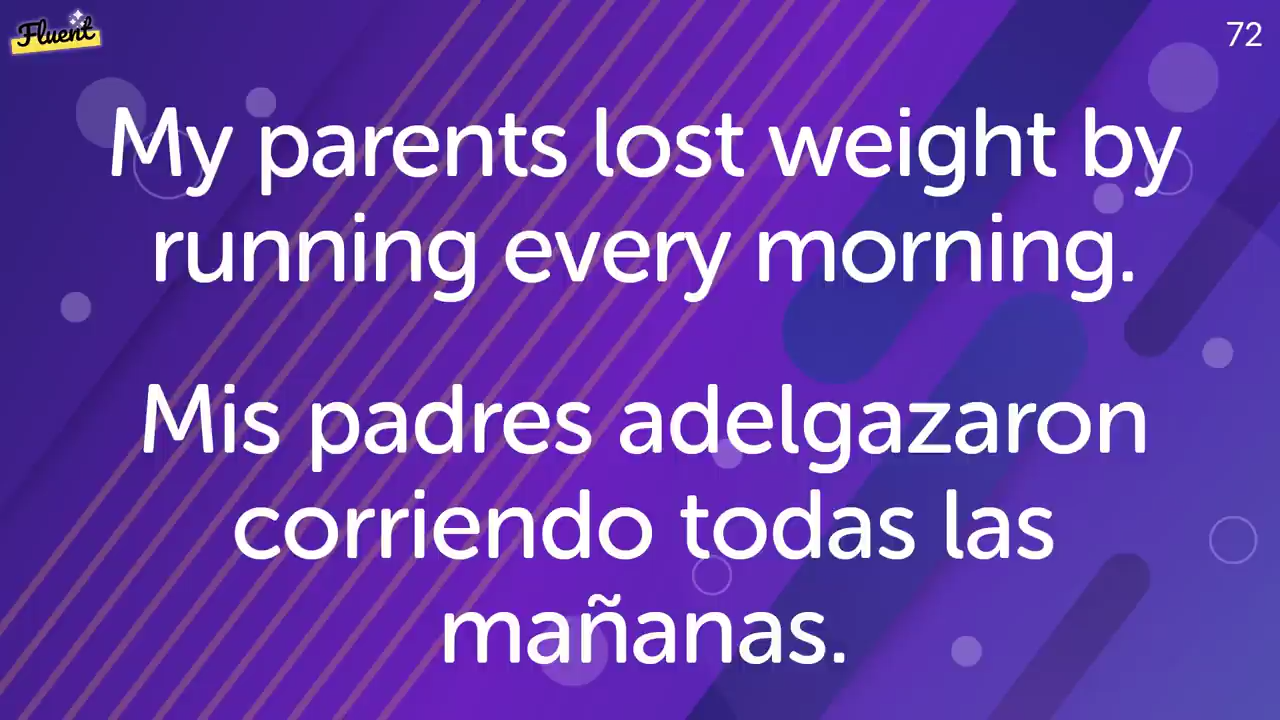 Fluent
72
My parents lost weight by
running every morning.
Mis padres adelgazaron
corriendo todas las
mañanas.